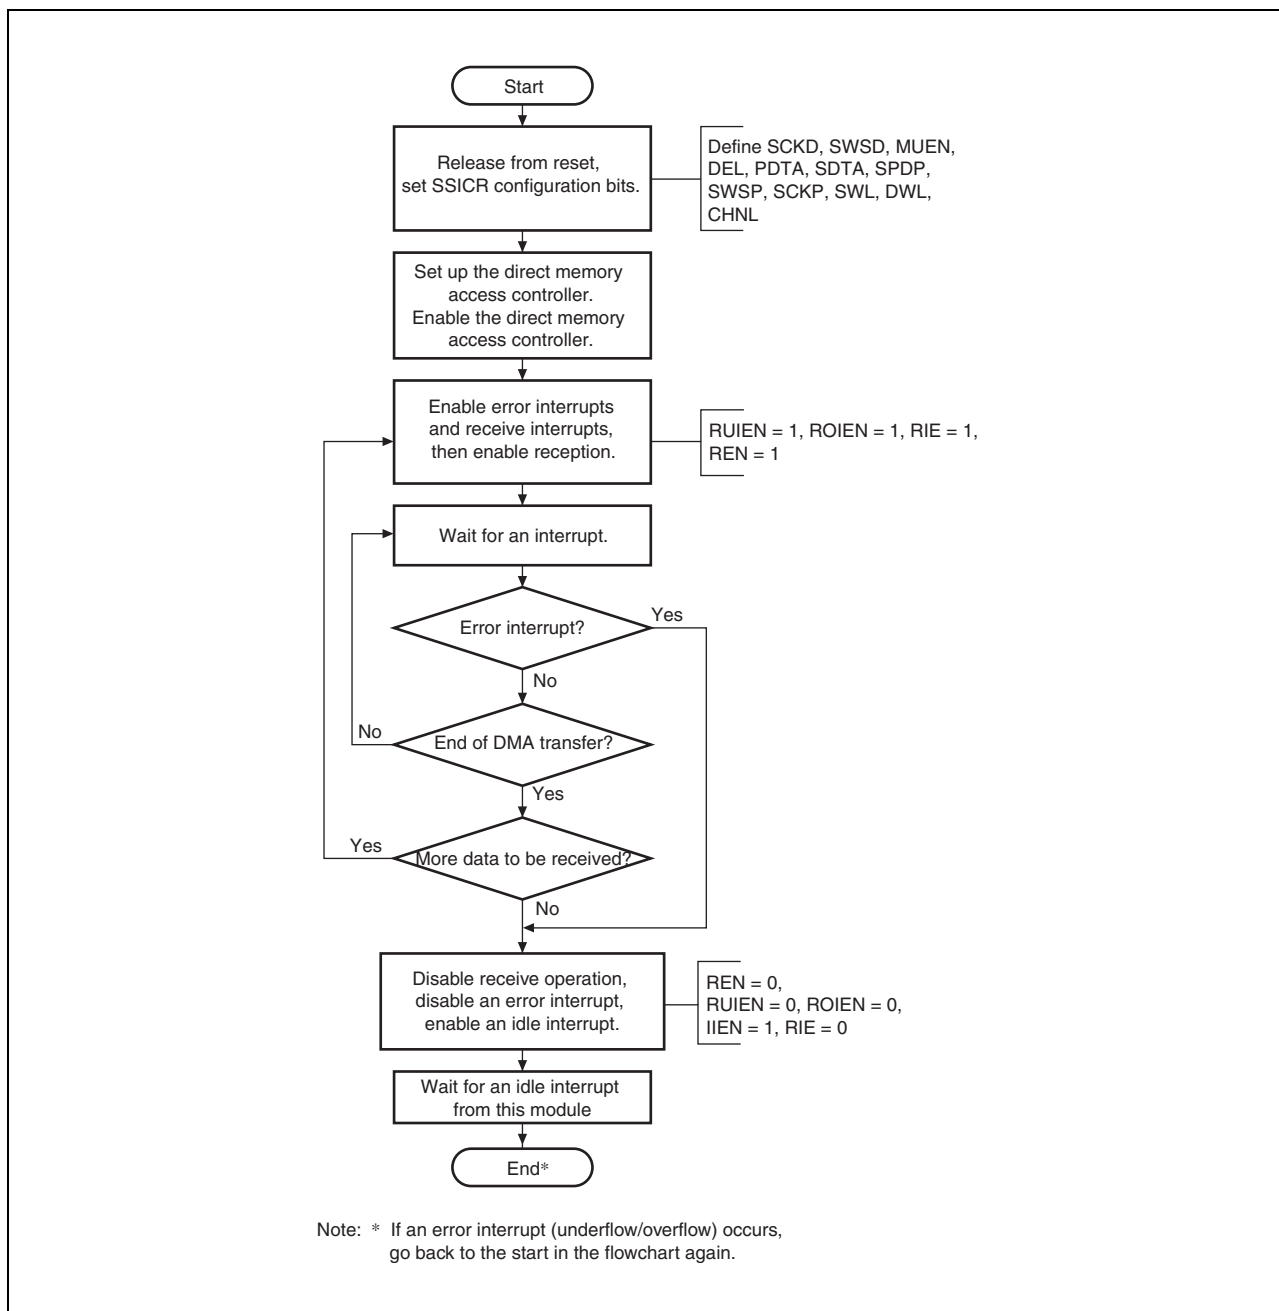 Start
Release from reset,
set SSICR configuration bits.
Define SCKD, SWSD, MUEN,
DEL, PDTA, SDTA, SPDP,
SWSP, SCKP, SWL, DWL,
CHNL
Set up the direct memory
access controller.
Enable the direct memory
access controller.
Enable error interrupts
and receive interrupts,
then enable reception.
RUIEN = 1, ROIEN = 1, RIE = 1,
REN = 1
Wait for an interrupt.
Error interrupt?
Yes
No
End of DMA transfer?
No
Yes
More data to be received?
Yes
No
Disable receive operation,
disable an error interrupt,
enable an idle interrupt.
REN = 0,
RUIEN = 0, ROIEN = 0,
IIEN = 1, RIE = 0
Wait for an idle interrupt
from this module
End*
Note: * If an error interrupt (underflow/overflow) occurs,
go back to the start in the flowchart again.